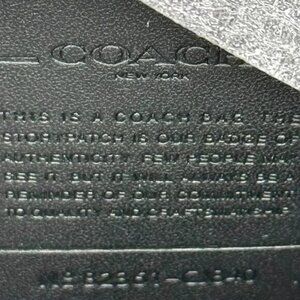 COACH
NEW YORK
THIS IS A COACH BAG. THE
STORYPATCH IS OUR BADGE OF
AUTHENTICITY. FEW PEOPLE MAY
SEE IT, BUT IT WILL ALWAYS BE A
REMINDER OF OUR COMMITMENT
TO QUALITY AND CRAFTSMANSHIP.